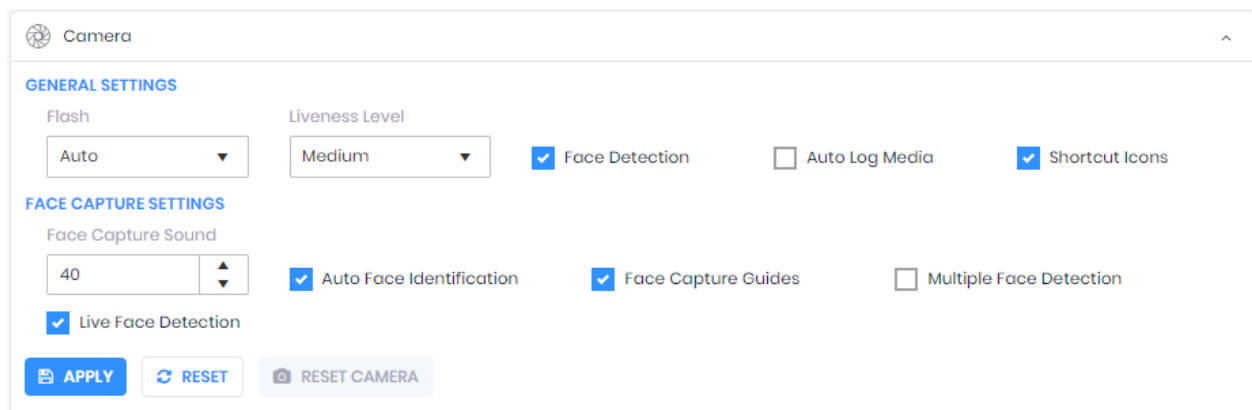 Camera
GENERAL SETTINGS
Flash Liveness Level
Auto Medium Face Detection Auto Log Media Shortcut Icons
FACE CAPTURE SETTINGS
Face Capture Sound
40 Auto Face Identification Face Capture Guides Multiple Face Detection
Live Face Detection
APPLY RESET RESET CAMERA